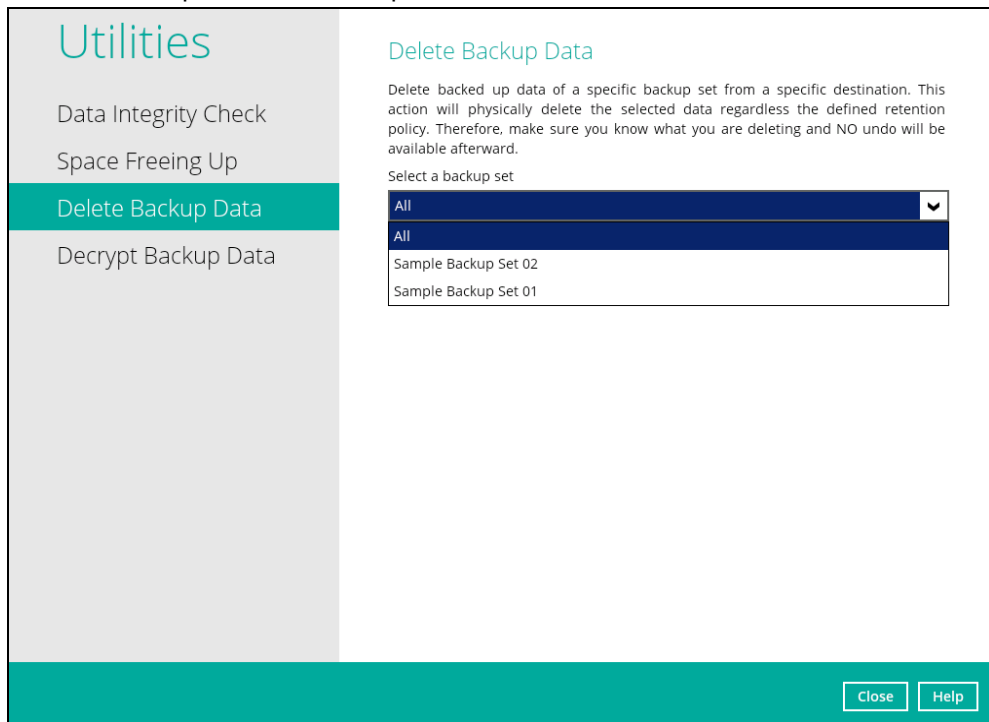 Utilities
Data Integrity Check
Space Freeing Up
Delete Backup Data
Decrypt Backup Data
Delete Backup Data
Delete backed up data of a specific backup set from a specific destination. This
action will physically delete the selected data regardless the defined retention
policy. Therefore, make sure you know what you are deleting and NO undo will be
available afterward.
Select a backup set
All
All
Sample Backup Set 02
Sample Backup Set 01
Close
Help